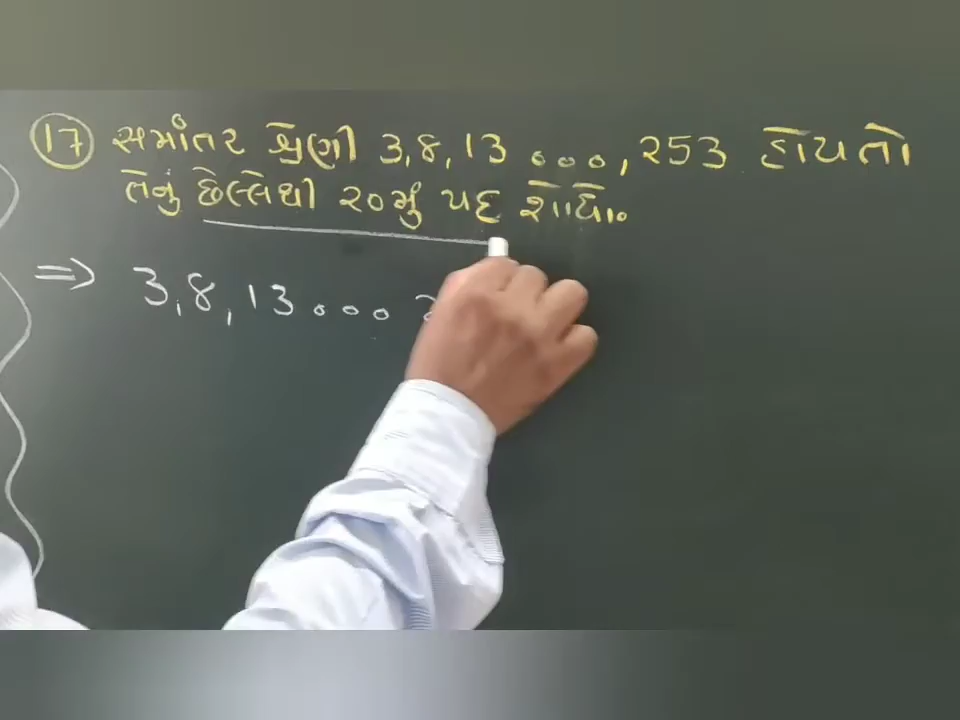 (17) સમાંતર શ્રેણી 3,8,13 ..., 253 હોય તો
તેનું છેલ્લેથી ૨૦મું પદ શોધો.
⇒ 3,8,13...